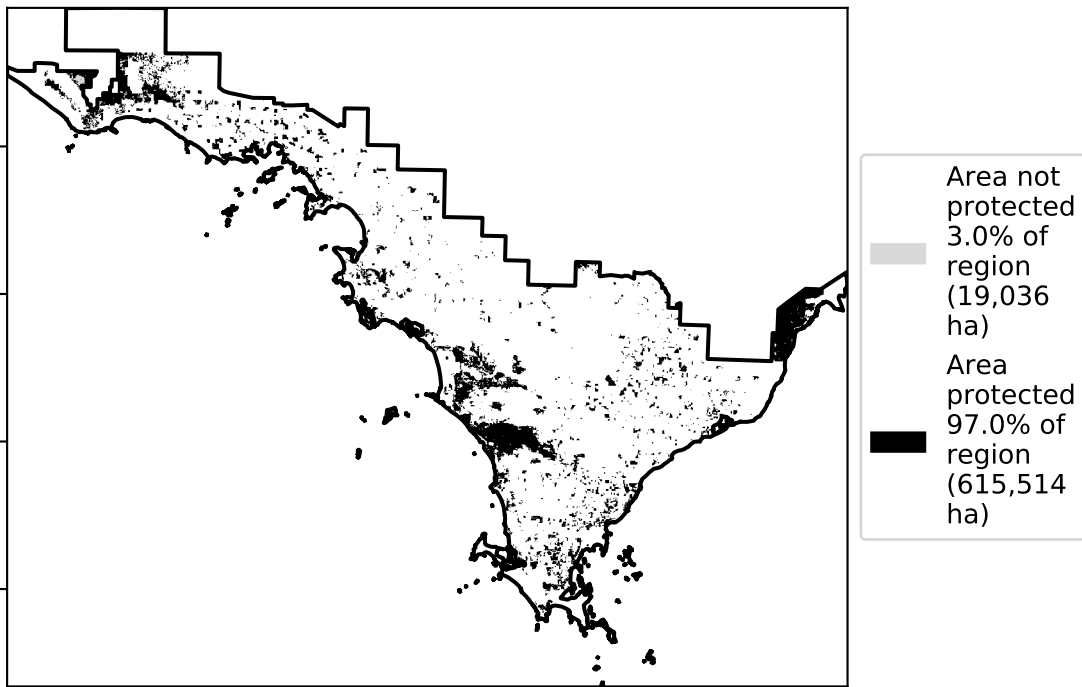 Area not
protected
3.0% of
region
(19,036
ha)
Area
protected
97.0% of
region
(615,514
ha)